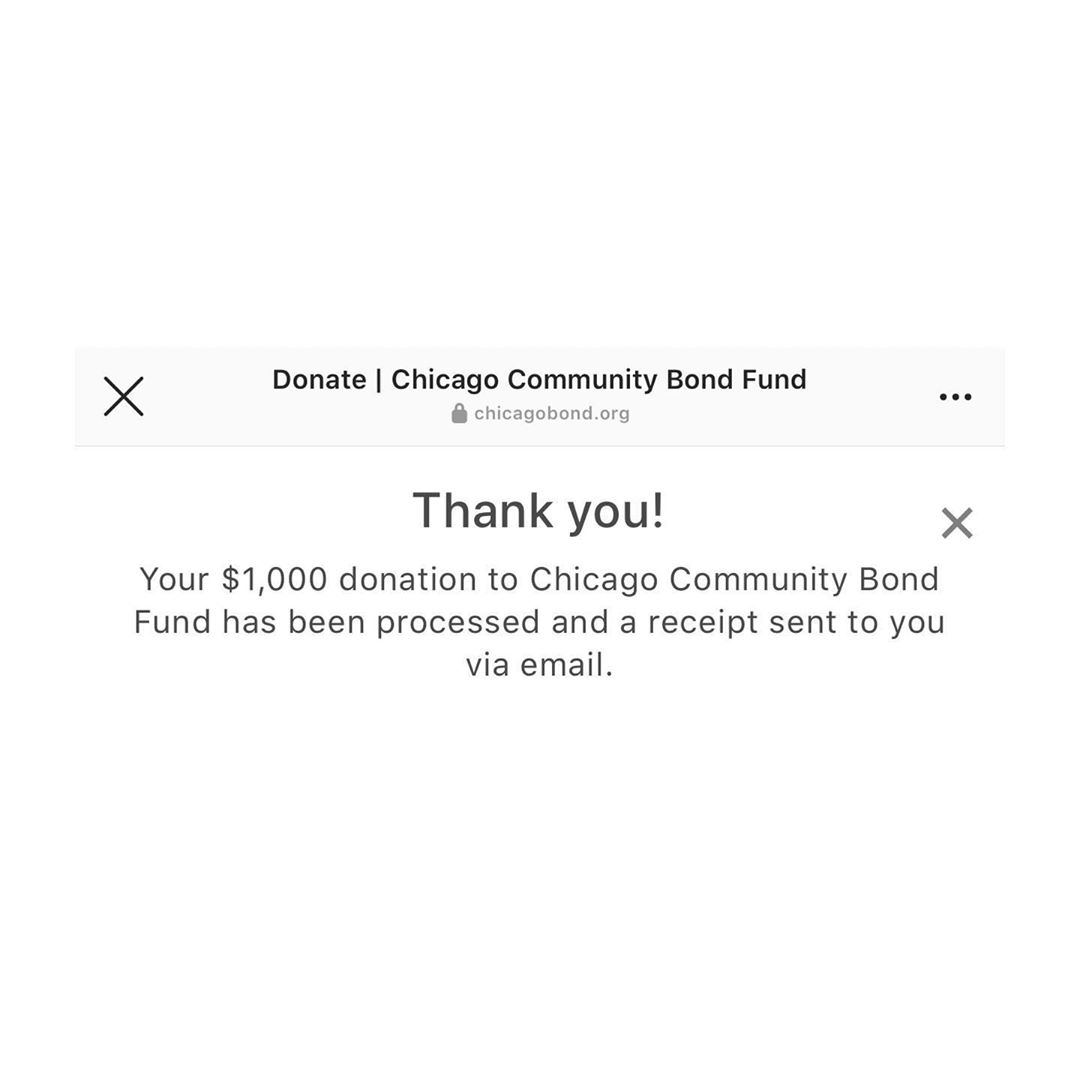 Donate | Chicago Community Bond Fund
chicagobond.org
Thank you!
Your $1,000 donation to Chicago Community Bond
Fund has been processed and a receipt sent to you
via email.